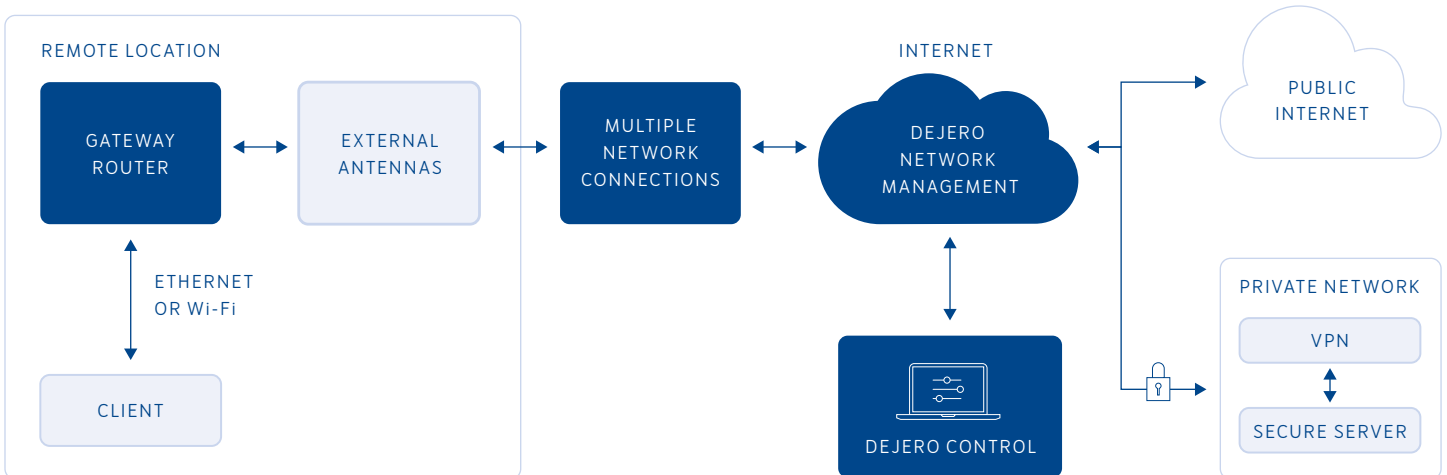 REMOTE LOCATION
GATEWAY
ROUTER
EXTERNAL
ANTENNAS
ETHERNET
OR Wi-Fi
CLIENT
MULTIPLE
NETWORK
CONNECTIONS
INTERNET
DEJERO
NETWORK
MANAGEMENT
DEJERO CONTROL
PUBLIC
INTERNET
PRIVATE NETWORK
VPN
SECURE SERVER